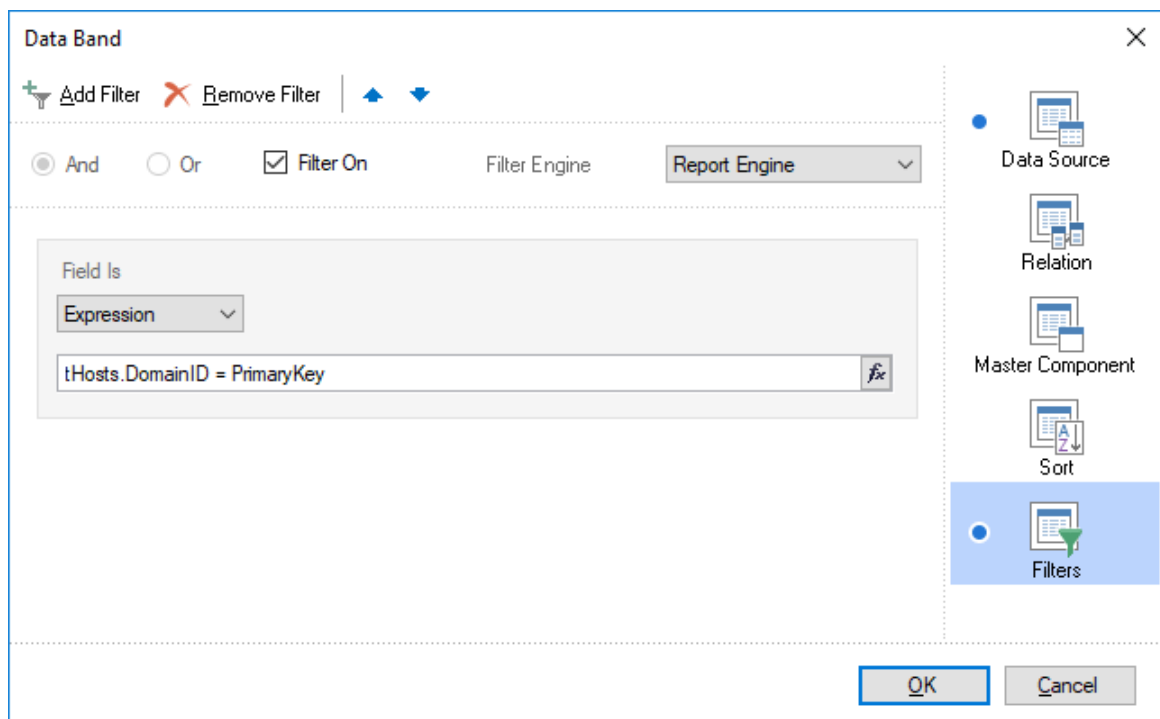 Data Band
Add Filter Remove Filter
And Or Filter On Filter Engine Report Engine
Field Is
Expression
tHosts.DomainID = PrimaryKey fx
Data Source
Relation
Master Component
A
Z
Sort
Filters
OK Cancel